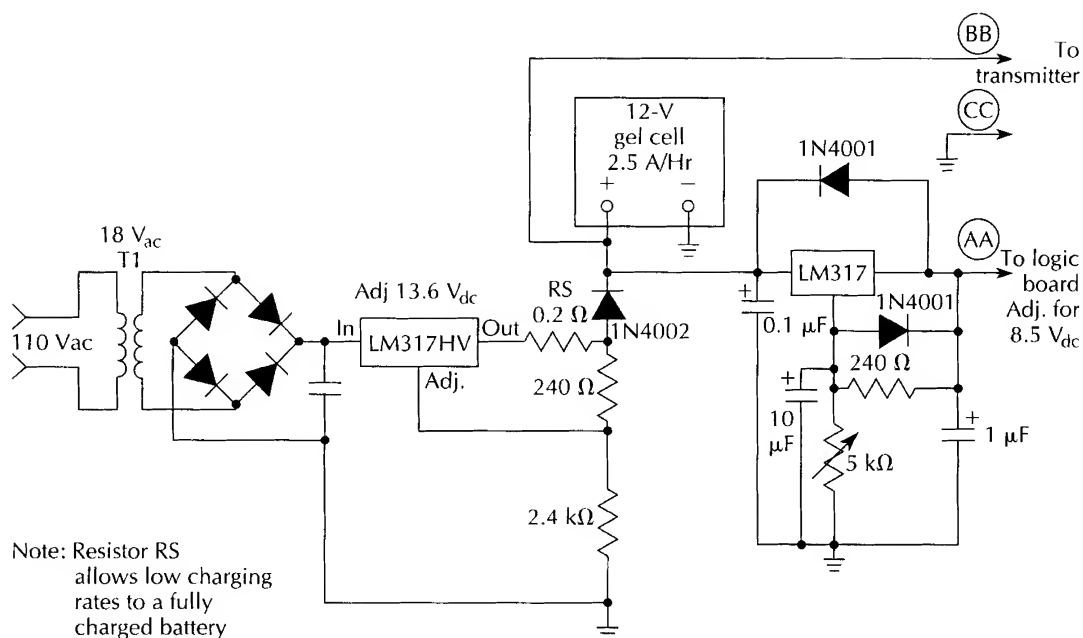 BB
To
transmitter
CC
12-V
gel cell
2.5 A/Hr
+ −
1N4001
AA
18 Vac
T1
To logic
board
Adj. for
8.5 Vdc
Adj 13.6 Vdc
RS
0.2 Ω
1N4002
LM317
1N4001
+
0.1 μF
110 Vac
In
LM317HV
Out
Adj.
240 Ω
240 Ω
+
10
μF
+
1 μF
5 kΩ
2.4 kΩ
Note: Resistor RS
allows low charging
rates to a fully
charged battery